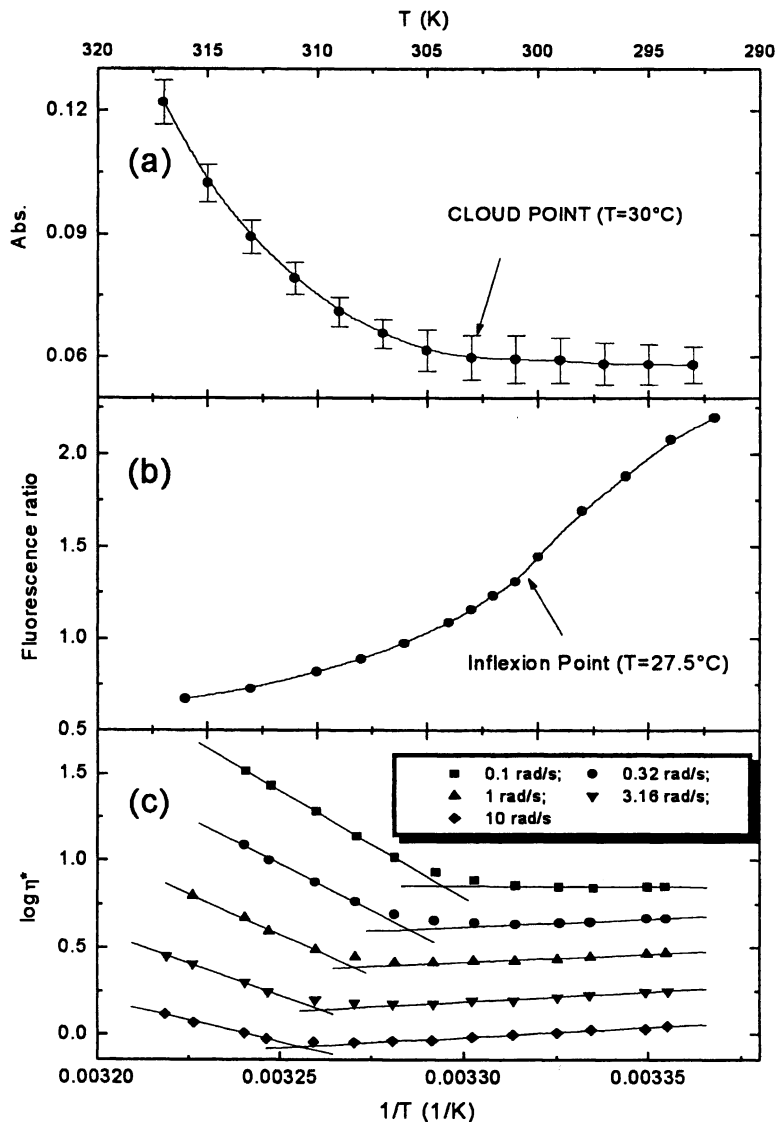 T (K)
320 315 310 305 300 295 290
0.12
(a)
Abs.
0.09
CLOUD POINT (T=30°C)
0.06
2.0
(b)
Fluorescence ratio
1.5
1.0
Inflexion Point (T=27.5°C)
0.5
1.5
(c)
0.1 rad/s; 0.32 rad/s;
1 rad/s; 3.16 rad/s;
10 rad/s
1.0
log η*
0.5
0.0
0.00320 0.00325 0.00330 0.00335
1/T (1/K)